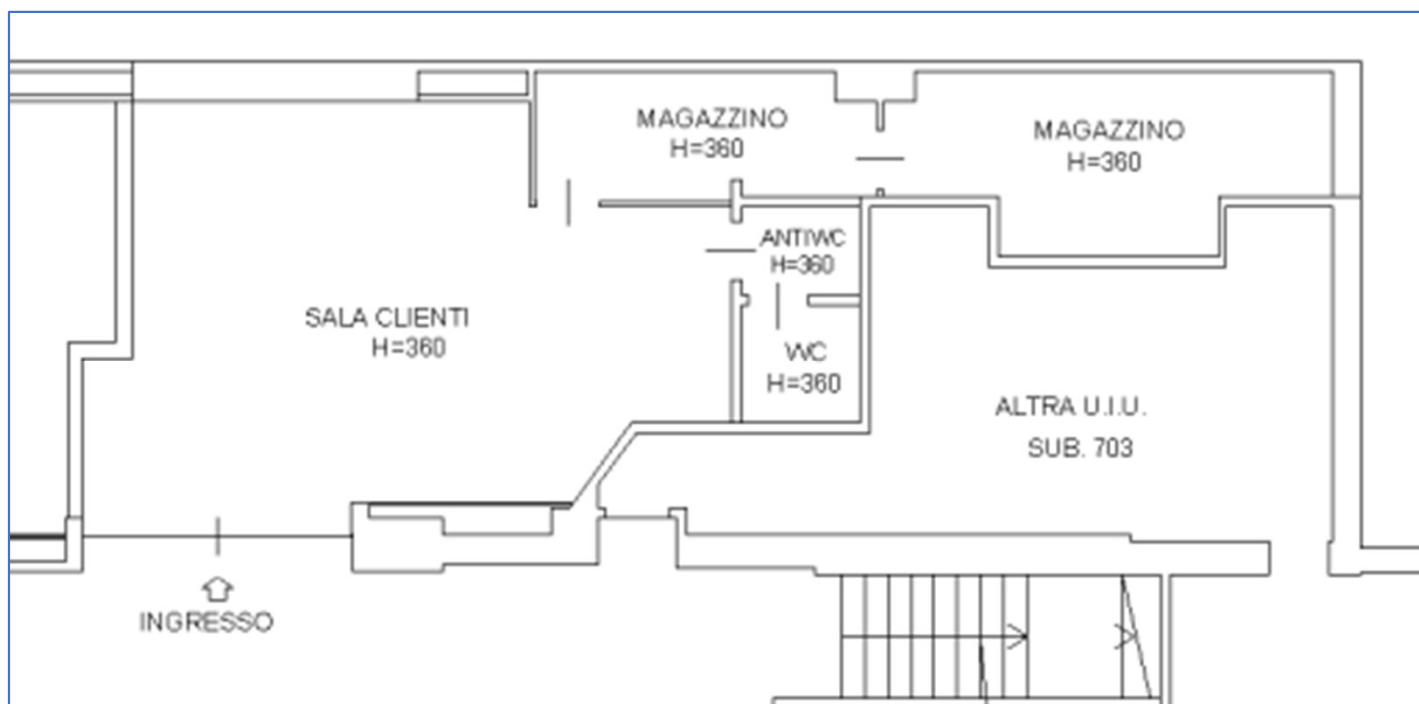 MAGAZZINO
H=360
MAGAZZINO
H=360
ANTIWC
H=360
SALA CLIENTI
H=360
WC
H=360
ALTRA U.I.U.
SUB. 703
INGRESSO